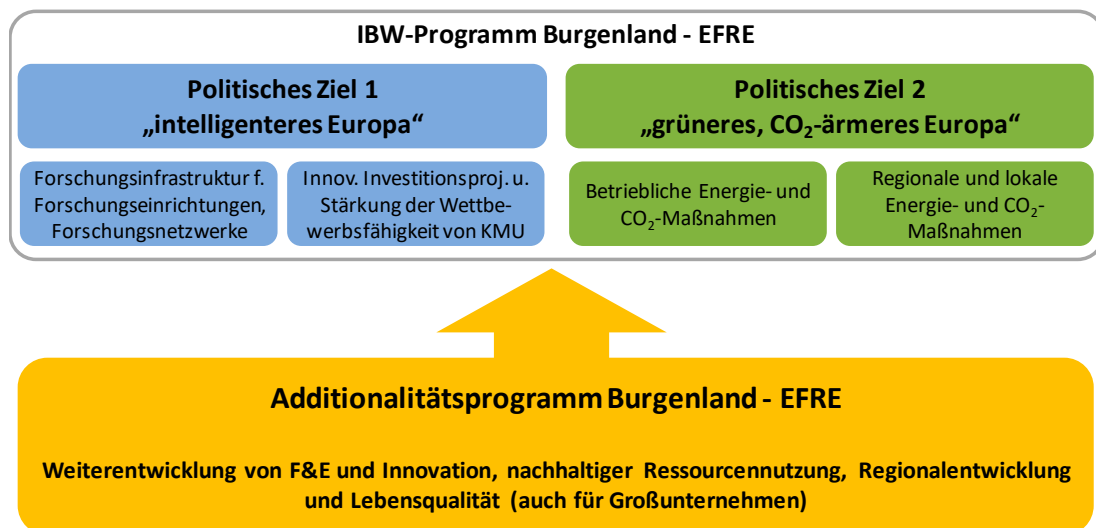 IBW-Programm Burgenland - EFRE
Politisches Ziel 1
„intelligenteres Europa“
Politisches Ziel 2
„grüneres, CO₂-ärmeres Europa“
Forschungsinfrastruktur f.
Forschungseinrichtungen,
Forschungsnetzwerke
Innov. Investitionsproj. u.
Stärkung der Wettbe-
werbsfähigkeit von KMU
Betriebliche Energie- und
CO₂-Maßnahmen
Regionale und lokale
Energie- und CO₂-
Maßnahmen
Additionalitätsprogramm Burgenland - EFRE
Weiterentwicklung von F&E und Innovation, nachhaltiger Ressourcennutzung, Regionalentwicklung
und Lebensqualität (auch für Großunternehmen)